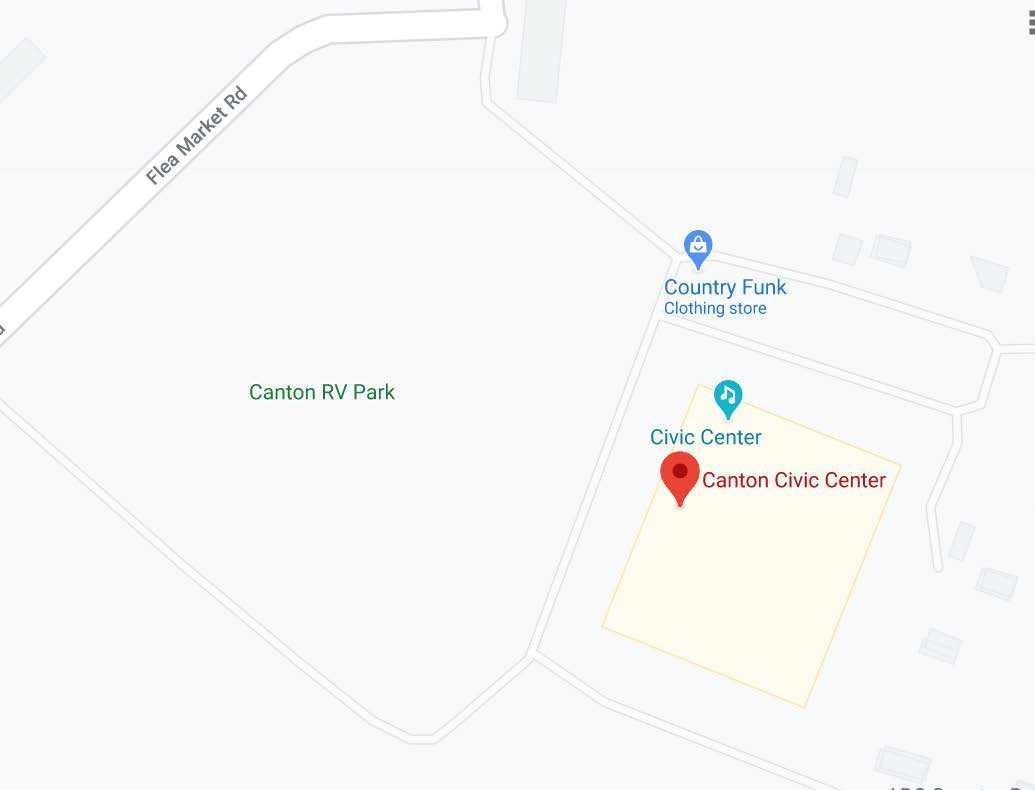 Flea Market Rd
Country Funk
Clothing store
Canton RV Park
Civic Center
Canton Civic Center